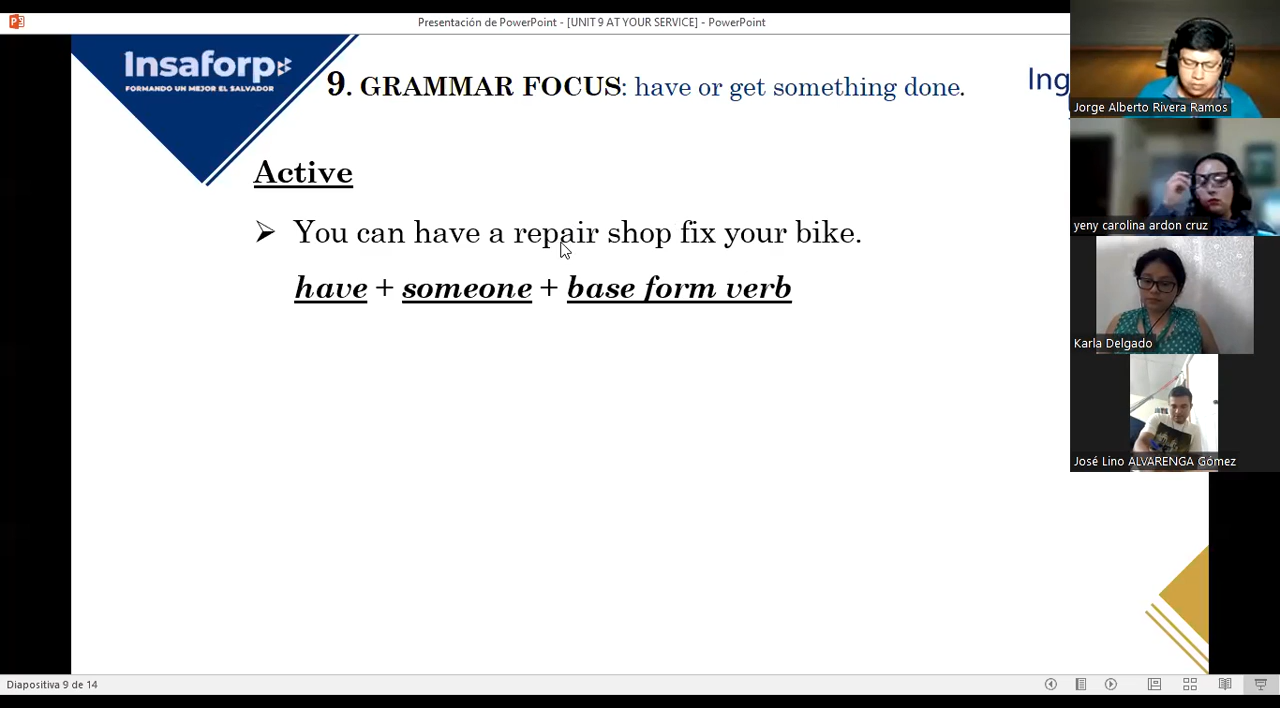 Presentación de PowerPoint - [UNIT 9 AT YOUR SERVICE] - PowerPoint
Insaforp
FORMANDO UN MEJOR EL SALVADOR
9. GRAMMAR FOCUS: have or get something done.
Ing
Active
➢ You can have a repair shop fix your bike.
have + someone + base form verb
Jorge Alberto Rivera Ramos
yeny carolina ardon cruz
Karla Delgado
José Lino ALVARENGA Gómez
Diapositiva 9 de 14